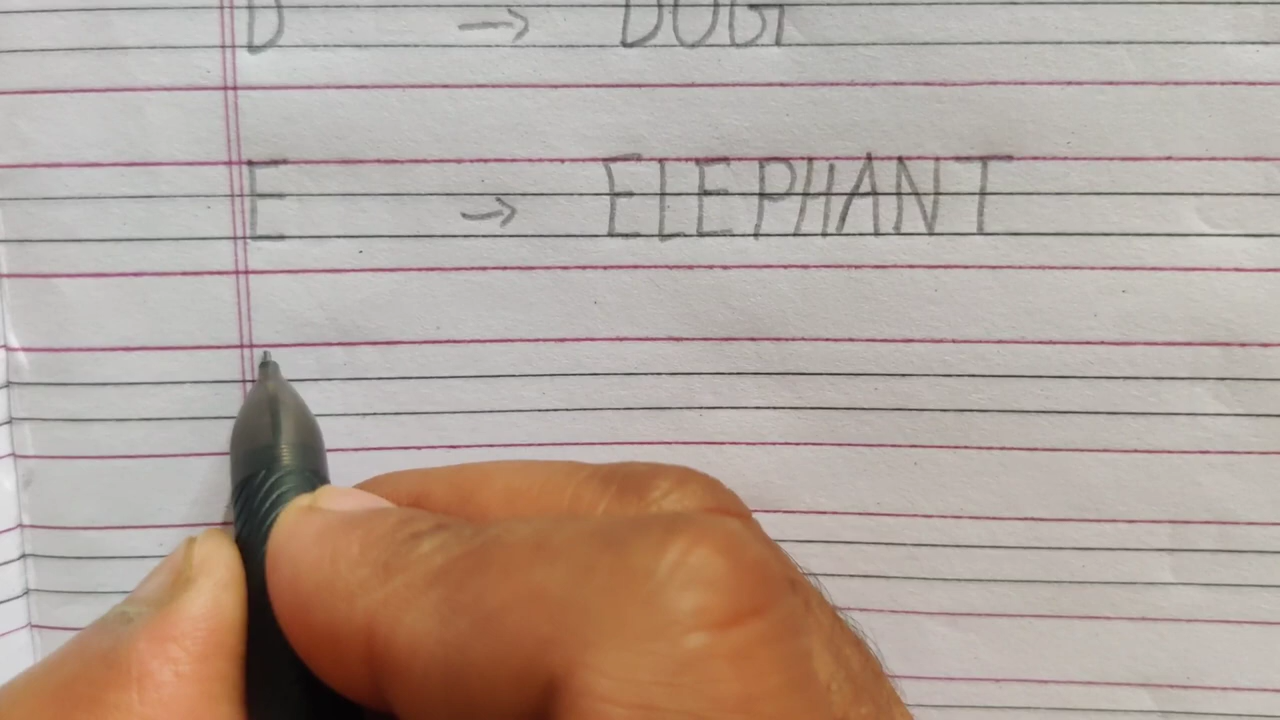 D → DOG
E → ELEPHANT